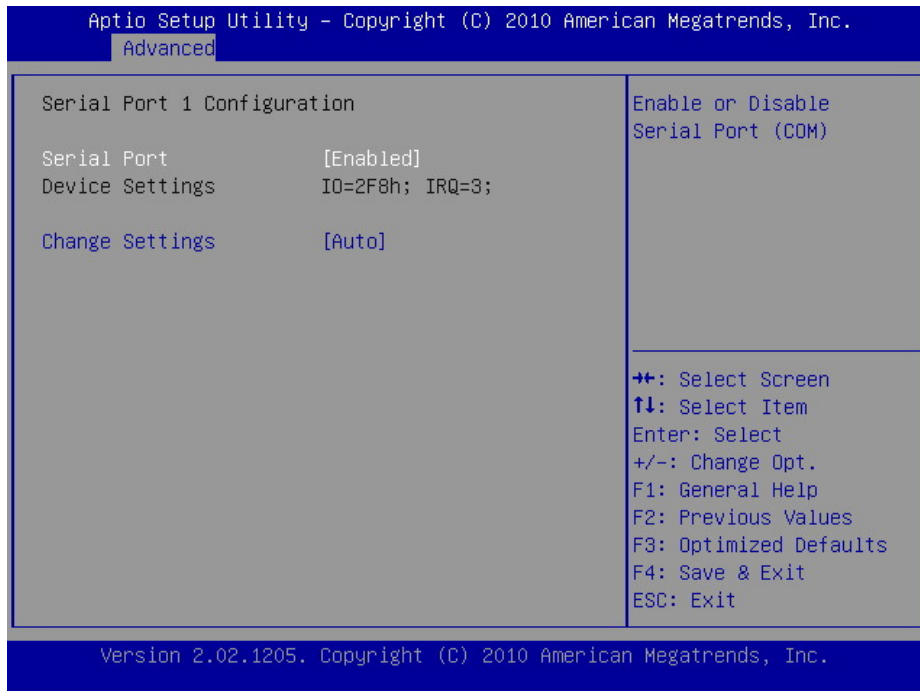 Aptio Setup Utility – Copyright (C) 2010 American Megatrends, Inc.
Advanced
Serial Port 1 Configuration
Serial Port [Enabled]
Device Settings IO=2F8h; IRQ=3;
Change Settings [Auto]
Enable or Disable
Serial Port (COM)
→←: Select Screen
↑↓: Select Item
Enter: Select
+/-: Change Opt.
F1: General Help
F2: Previous Values
F3: Optimized Defaults
F4: Save & Exit
ESC: Exit
Version 2.02.1205. Copyright (C) 2010 American Megatrends, Inc.